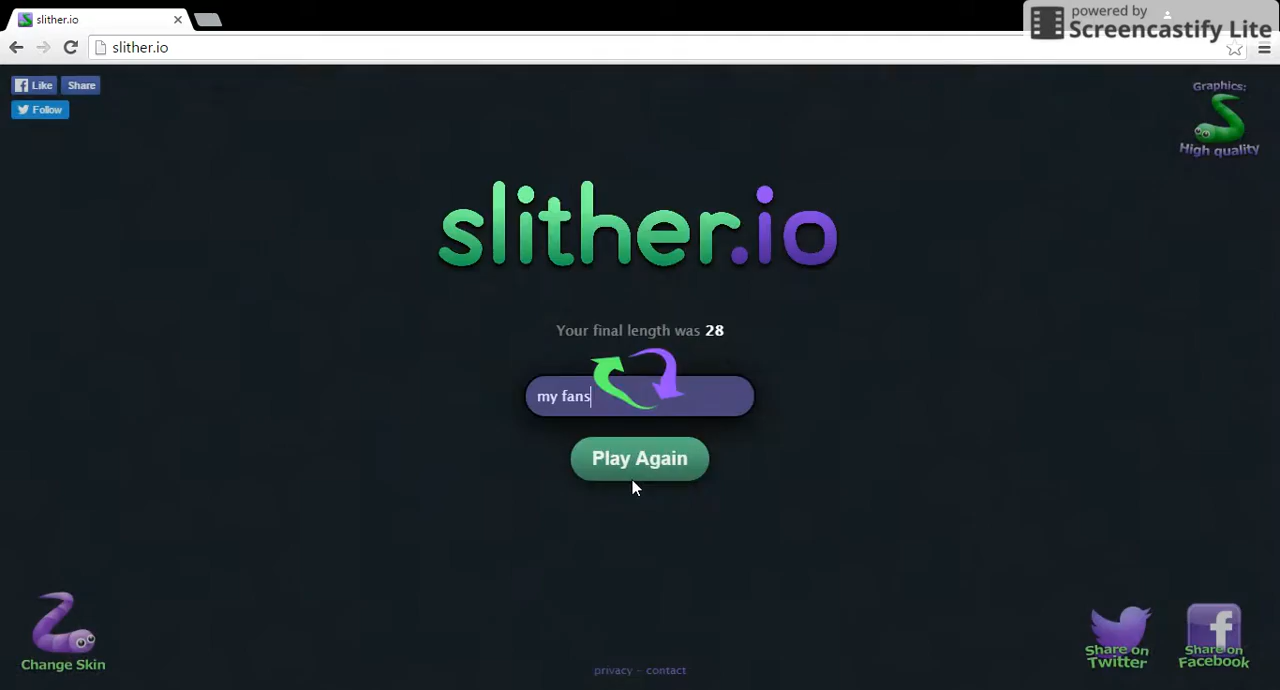 slither.io
powered by
Screencastify Lite
slither.io
Like
Share
Follow
Graphics:
High quality
slither.io
Your final length was 28
my fans
Play Again
Change Skin
privacy - contact
Share on
Twitter
Share on
Facebook